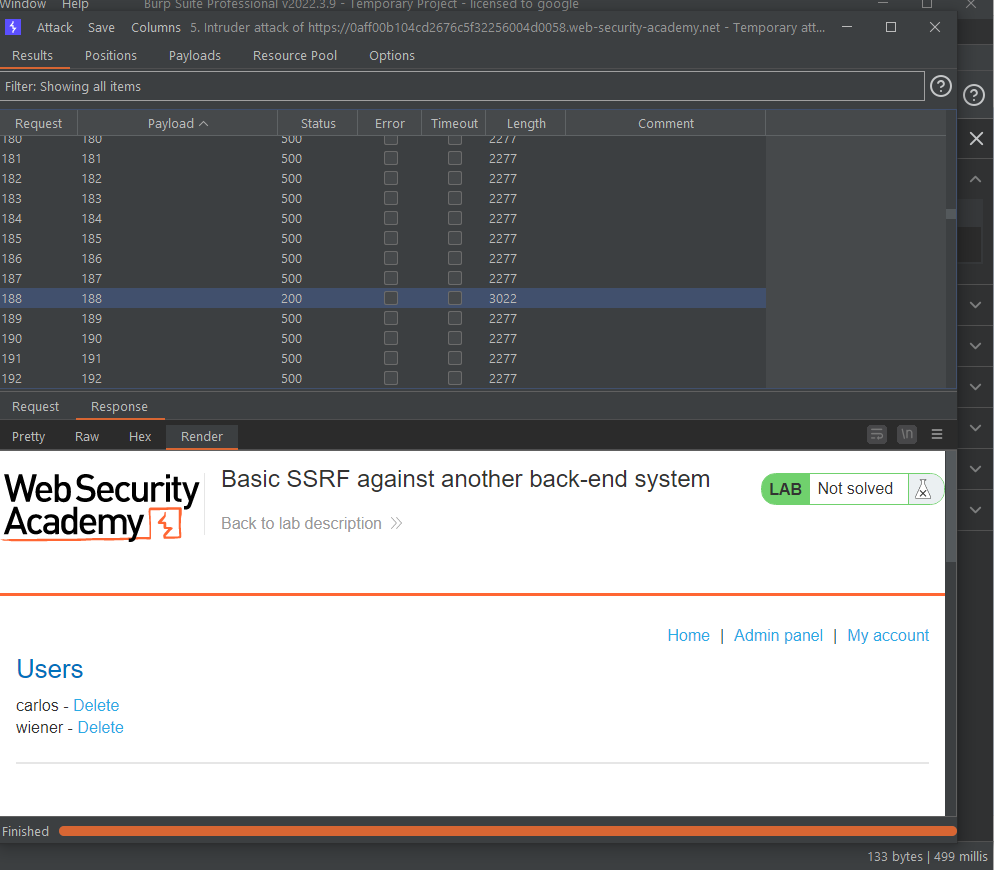 Window Help Burp Suite Professional v2022.3.9 - Temporary Project - licensed to google
Attack Save Columns 5. Intruder attack of https://0aff00b104cd2676c5f32256004d0058.web-security-academy.net - Temporary att...
Results Positions Payloads Resource Pool Options
Filter: Showing all items
? ?
Request Payload Status Error Timeout Length Comment
180 180 500 2277
181 181 500 2277
182 182 500 2277
183 183 500 2277
184 184 500 2277
185 185 500 2277
186 186 500 2277
187 187 500 2277
188 188 200 3022
189 189 500 2277
190 190 500 2277
191 191 500 2277
192 192 500 2277
Request Response
Pretty Raw Hex Render \n
WebSecurity
Academy
Basic SSRF against another back-end system
LAB Not solved
Back to lab description
Home | Admin panel | My account
Users
carlos - Delete
wiener - Delete
Finished
133 bytes | 499 millis